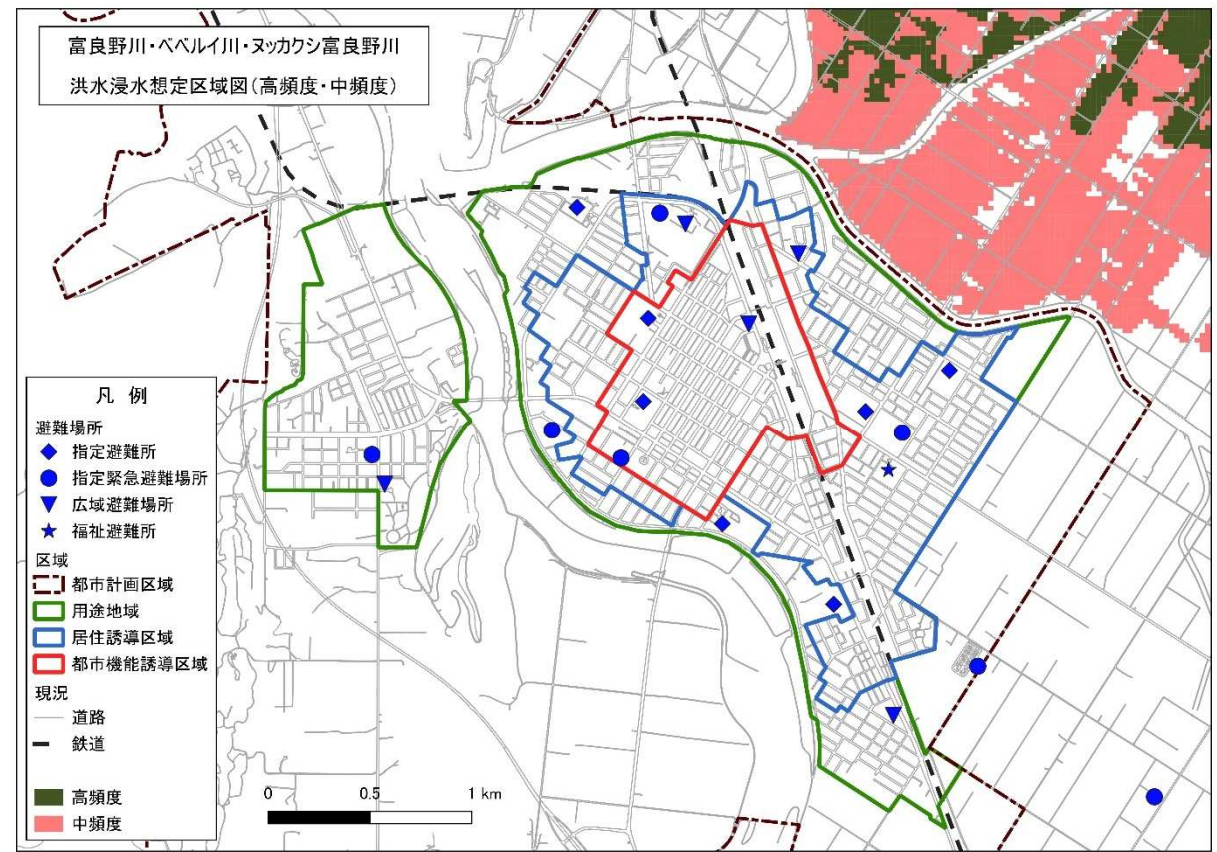 富良野川・ベベルイ川・ヌッカクシ富良野川
洪水浸水想定区域図(高頻度・中頻度)
凡 例
避難場所
指定避難所
指定緊急避難場所
広域避難場所
福祉避難所
区域
都市計画区域
用途地域
居住誘導区域
都市機能誘導区域
現況
道路
鉄道
高頻度
中頻度
0 0.5 1 km